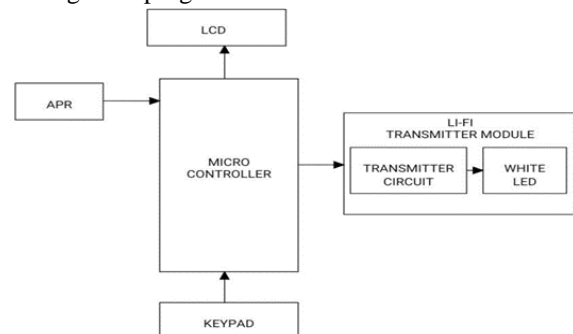 LCD
APR
MICRO
CONTROLLER
LI-FI
TRANSMITTER MODULE
TRANSMITTER
CIRCUIT
WHITE
LED
KEYPAD